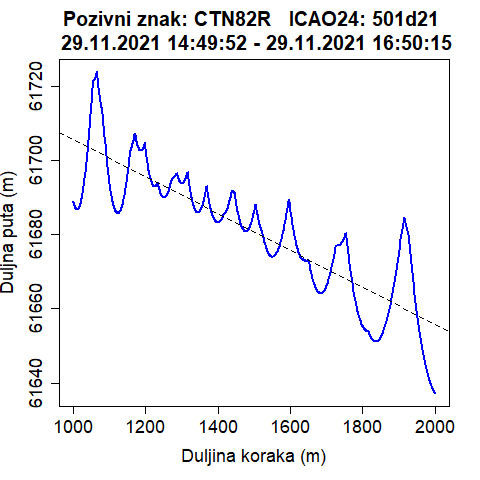 Pozivni znak: CTN82R   ICAO24: 501d21
29.11.2021 14:49:52 - 29.11.2021 16:50:15
Duljna puta (m)
61720
61700
61680
61660
61640
1000 1200 1400 1600 1800 2000
Duljina koraka (m)